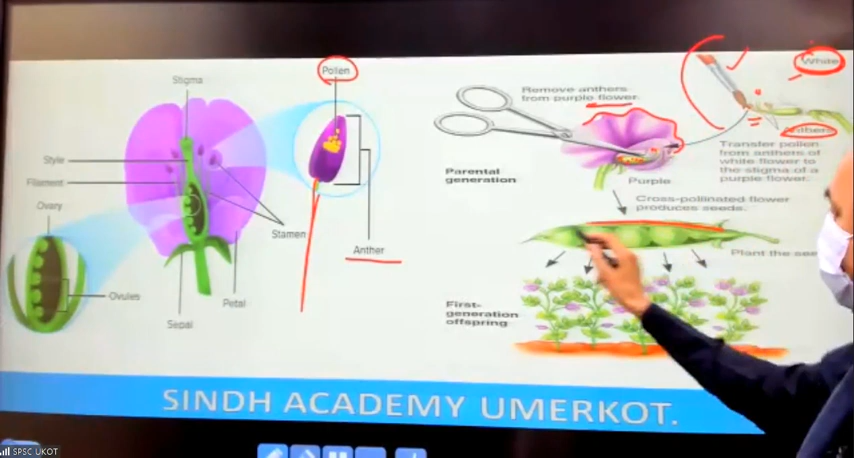 Stigma
Pollen
Style
Filament
Ovary
Stamen
Anther
Ovules
Petal
Sepal
Remove anthers
from purple flower.
White
Anthers
Transfer pollen
from anthers of
white flower to
the stigma of a
purple flower.
Parental
generation
Purple
Cross-pollinated flower
produces seeds.
Plant the
First-
generation
offspring
SINDH ACADEMY UMERKOT.
SPSC UKOT